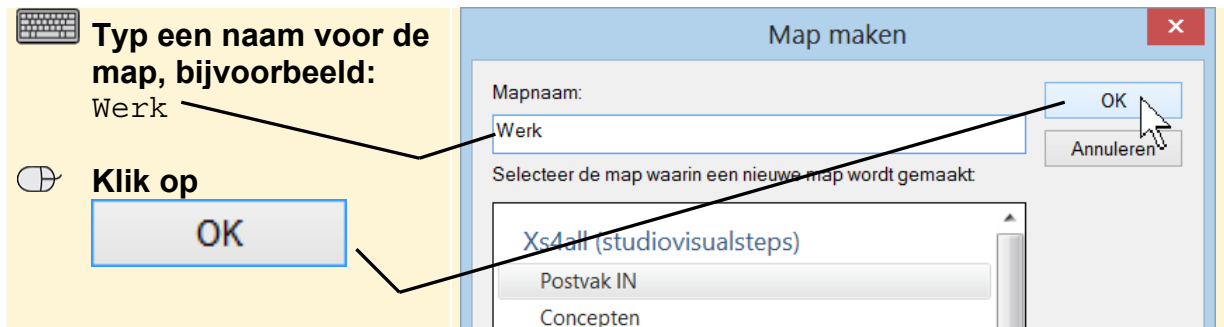 Typ een naam voor de
map, bijvoorbeeld:
Werk
Klik op
OK
Map maken
Mapnaam:
OK
Werk
Annuleren
Selecteer de map waarin een nieuwe map wordt gemaakt:
Xs4all (studiovisualsteps)
Postvak IN
Concepten